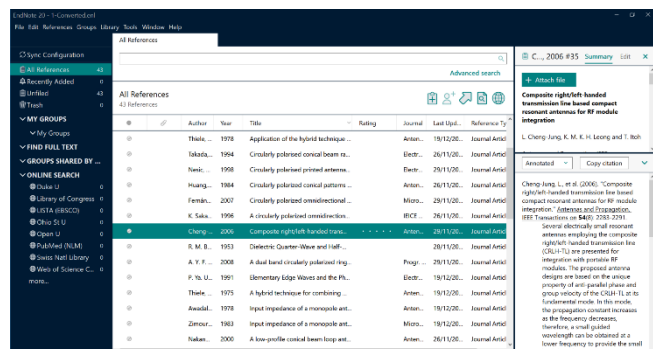 EndNote 20 - 1-Converted.enl
File Edit References Groups Library Tools Window Help
All References
Sync Configuration
All References 43
Recently Added 0
Unfiled 43
Trash 0
MY GROUPS
My Groups
FIND FULL TEXT
GROUPS SHARED BY ...
ONLINE SEARCH
Duke U 0
Library of Congress 0
LISTA (EBSCO) 0
Ohio St U 0
Open U 0
PubMed (NLM) 0
Swiss Natl Library 0
Web of Science C... 0
more...
Advanced search
All References
43 References
Author Year Title Rating Journal Last Upd... Reference Ty
Thiele, ... 1978 Application of the hybrid technique ... Anten... 19/12/20... Journal Articl
Takada,... 1994 Circularly polarised conical beam ra... Electr... 26/11/20... Journal Articl
Nesic, ... 1998 Circularly polarised printed antenna... Electr... 26/11/20... Journal Articl
Huang,... 1984 Circularly polarized conical patterns ... Anten... 26/11/20... Journal Articl
Fernán... 2007 Circularly polarized omnidirectional ... Micro... 29/11/20... Journal Articl
K. Saka... 1996 A circularly polarized omnidirection... IEICE... 26/11/20... Journal Articl
Cheng-... 2006 Composite right/left-handed trans... Anten... 26/11/20... Journal Articl
R. M. B... 1953 Dielectric Quarter-Wave and Half-... 28/11/20... Journal Articl
A. Y. F. ... 2008 A dual band circularly polarized ring... Progr... 29/11/20... Journal Articl
P. Ya. U... 1991 Elementary Edge Waves and the Ph... Electr... 19/12/20... Journal Articl
Thiele, ... 1975 A hybrid technique for combining ... Anten... 19/12/20... Journal Articl
Awadal... 1978 Input impedance of a monopole ant... Anten... 19/12/20... Journal Articl
Zimour... 1983 Input impedance of a monopole ant... Micro... 19/12/20... Journal Articl
Nakan... 2000 A low-profile conical beam loop ant... Anten... 26/11/20... Journal Articl
C..., 2006 #35 Summary Edit
+ Attach file
Composite right/left-handed
transmission line based compact
resonant antennas for RF module
integration
L. Cheng-Jung, K. M. K. H. Leong and T. Itoh
Annotated Copy citation
Cheng-Jung, L., et al. (2006). "Composite
right/left-handed transmission line based
compact resonant antennas for RF module
integration." Antennas and Propagation,
IEEE Transactions on 54(8): 2283-2291.
Several electrically small resonant
antennas employing the composite
right/left-handed transmission line
(CRLH-TL) are presented for
integration with portable RF
modules. The proposed antenna
designs are based on the unique
property of anti-parallel phase and
group velocity of the CRLH-TL at its
fundamental mode. In this mode,
the propagation constant increases
as the frequency decreases,
therefore, a small guided
wavelength can be obtained at a
lower frequency to provide the small